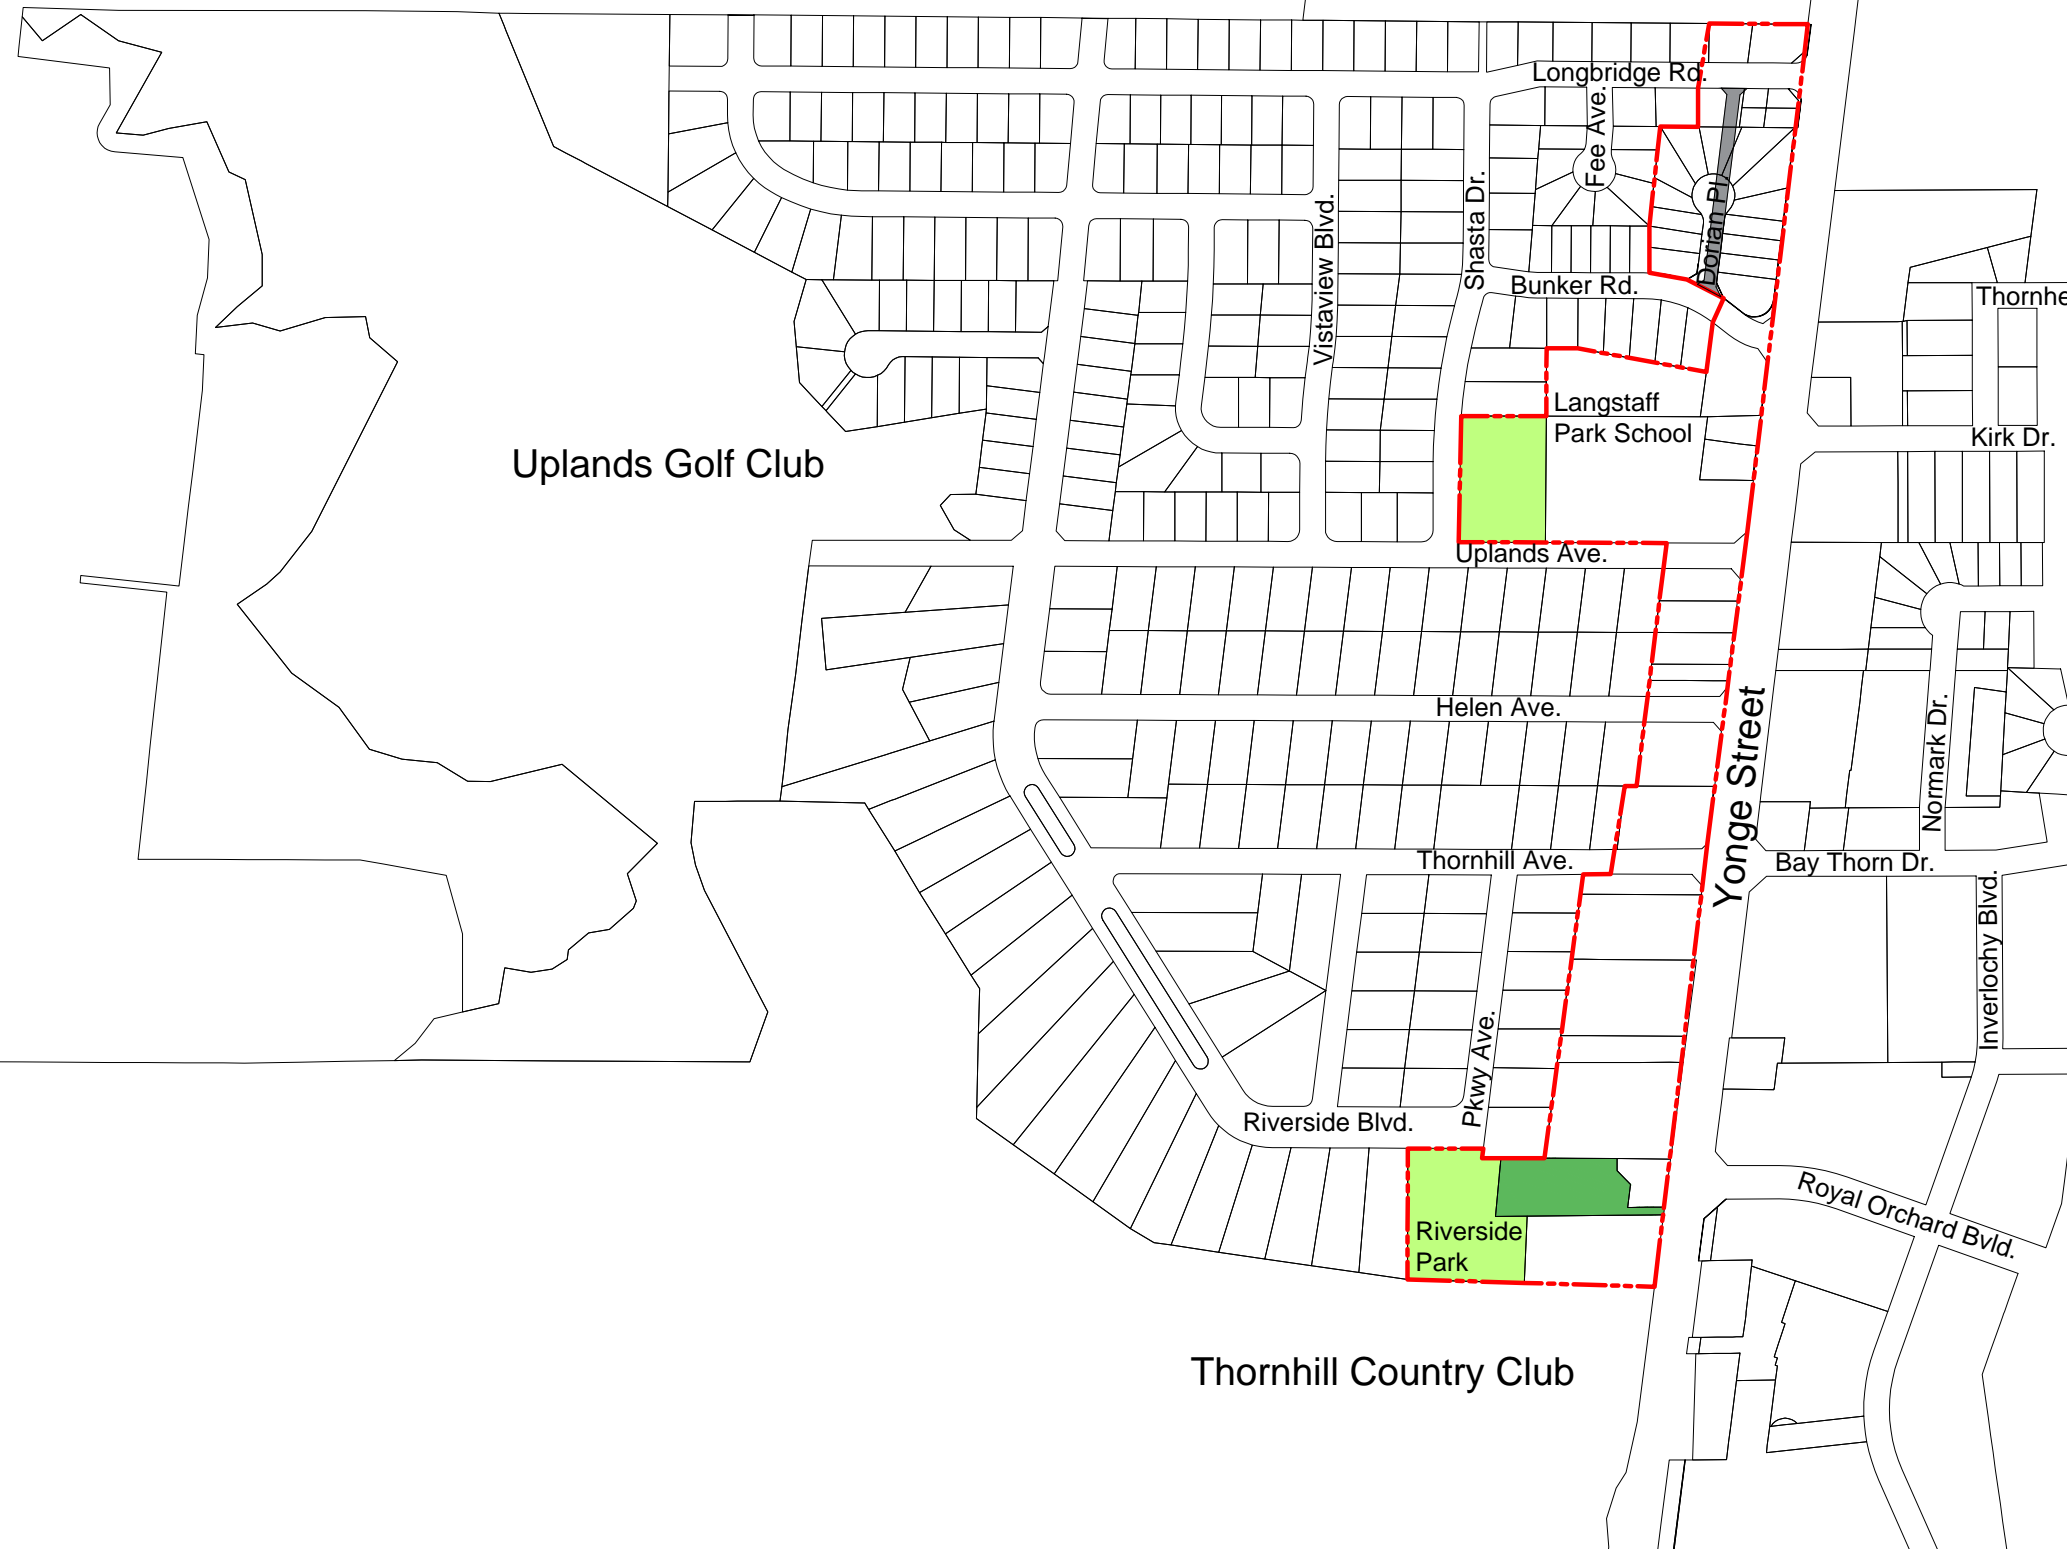 Longbridge Rd.
Fee Ave.
Dorian Pl.
Shasta Dr.
Vistaview Blvd.
Bunker Rd.
Thornhe
Langstaff
Park School
Kirk Dr.
Uplands Golf Club
Uplands Ave.
Helen Ave.
Yonge Street
Normark Dr.
Thornhill Ave.
Bay Thorn Dr.
Inverlochy Blvd.
Pkwy Ave.
Riverside Blvd.
Royal Orchard Bvld.
Riverside
Park
Thornhill Country Club